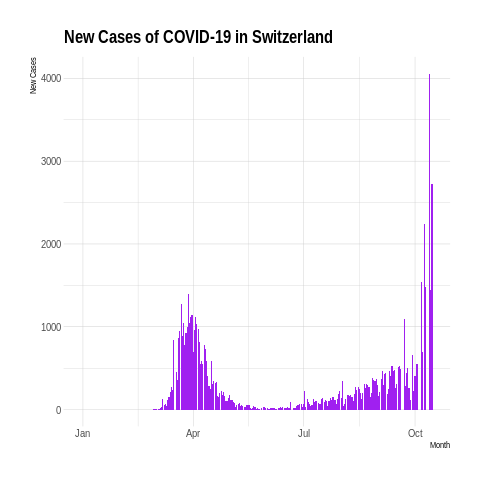 New Cases of COVID-19 in Switzerland
New Cases
4000
3000
2000
1000
0
Jan Apr Jul Oct
Month